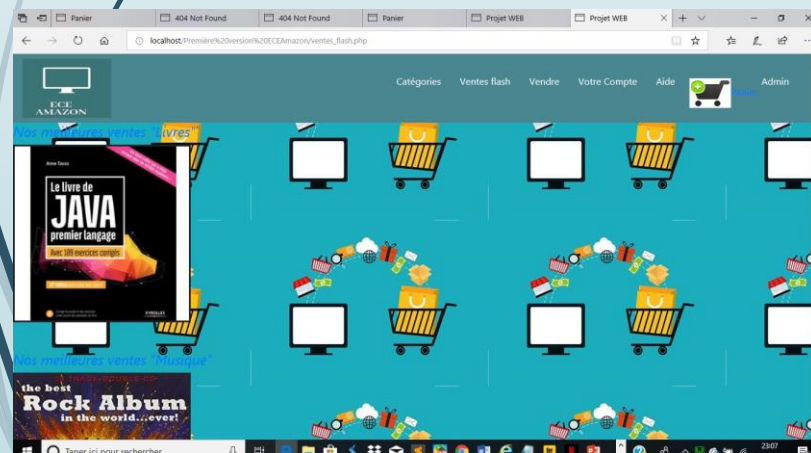 Panier
404 Not Found
404 Not Found
Panier
Projet WEB
Projet WEB
localhost/Première%20version%20ECEAmazon/ventes_flash.php
ECE
AMAZON
Catégories
Ventes flash
Vendre
Votre Compte
Aide
Admin
Nos meilleures ventes "Livres"
Anne Tasso
Le livre de
JAVA
premier langage
Avec 109 exercices corrigés
EYROLLES
Nos meilleures ventes "Musique"
the best
Rock Album
in the world...ever!
Taper ici pour rechercher
23:07